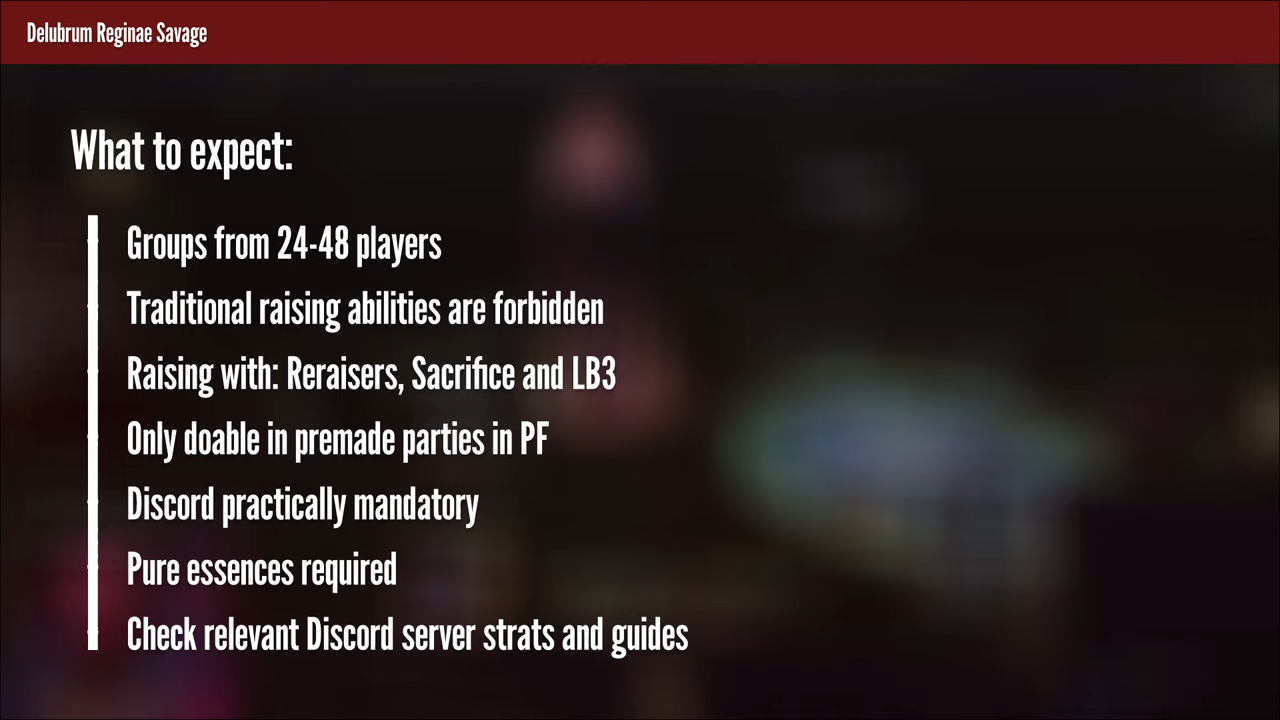 Delubrum Reginae Savage
What to expect:
Groups from 24-48 players
Traditional raising abilities are forbidden
Raising with: Reraisers, Sacrifice and LB3
Only doable in premade parties in PF
Discord practically mandatory
Pure essences required
Check relevant Discord server strats and guides